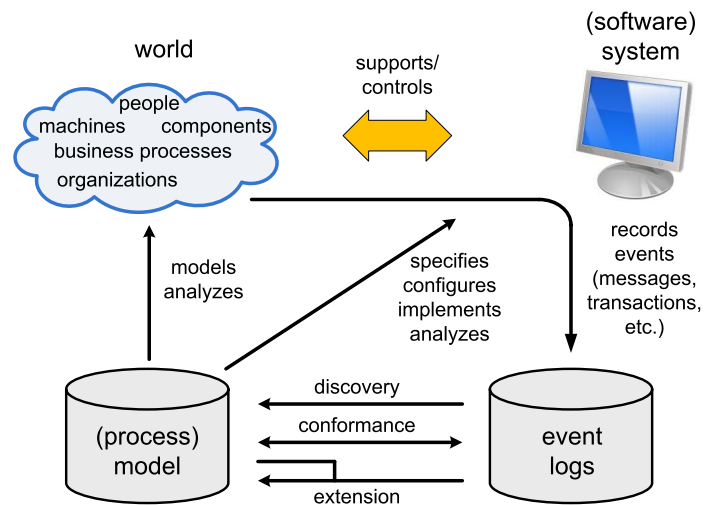 world
(software)
system
supports/
controls
people
machines components
business processes
organizations
models
analyzes
specifies
configures
implements
analyzes
records
events
(messages,
transactions,
etc.)
(process)
model
discovery
conformance
extension
event
logs